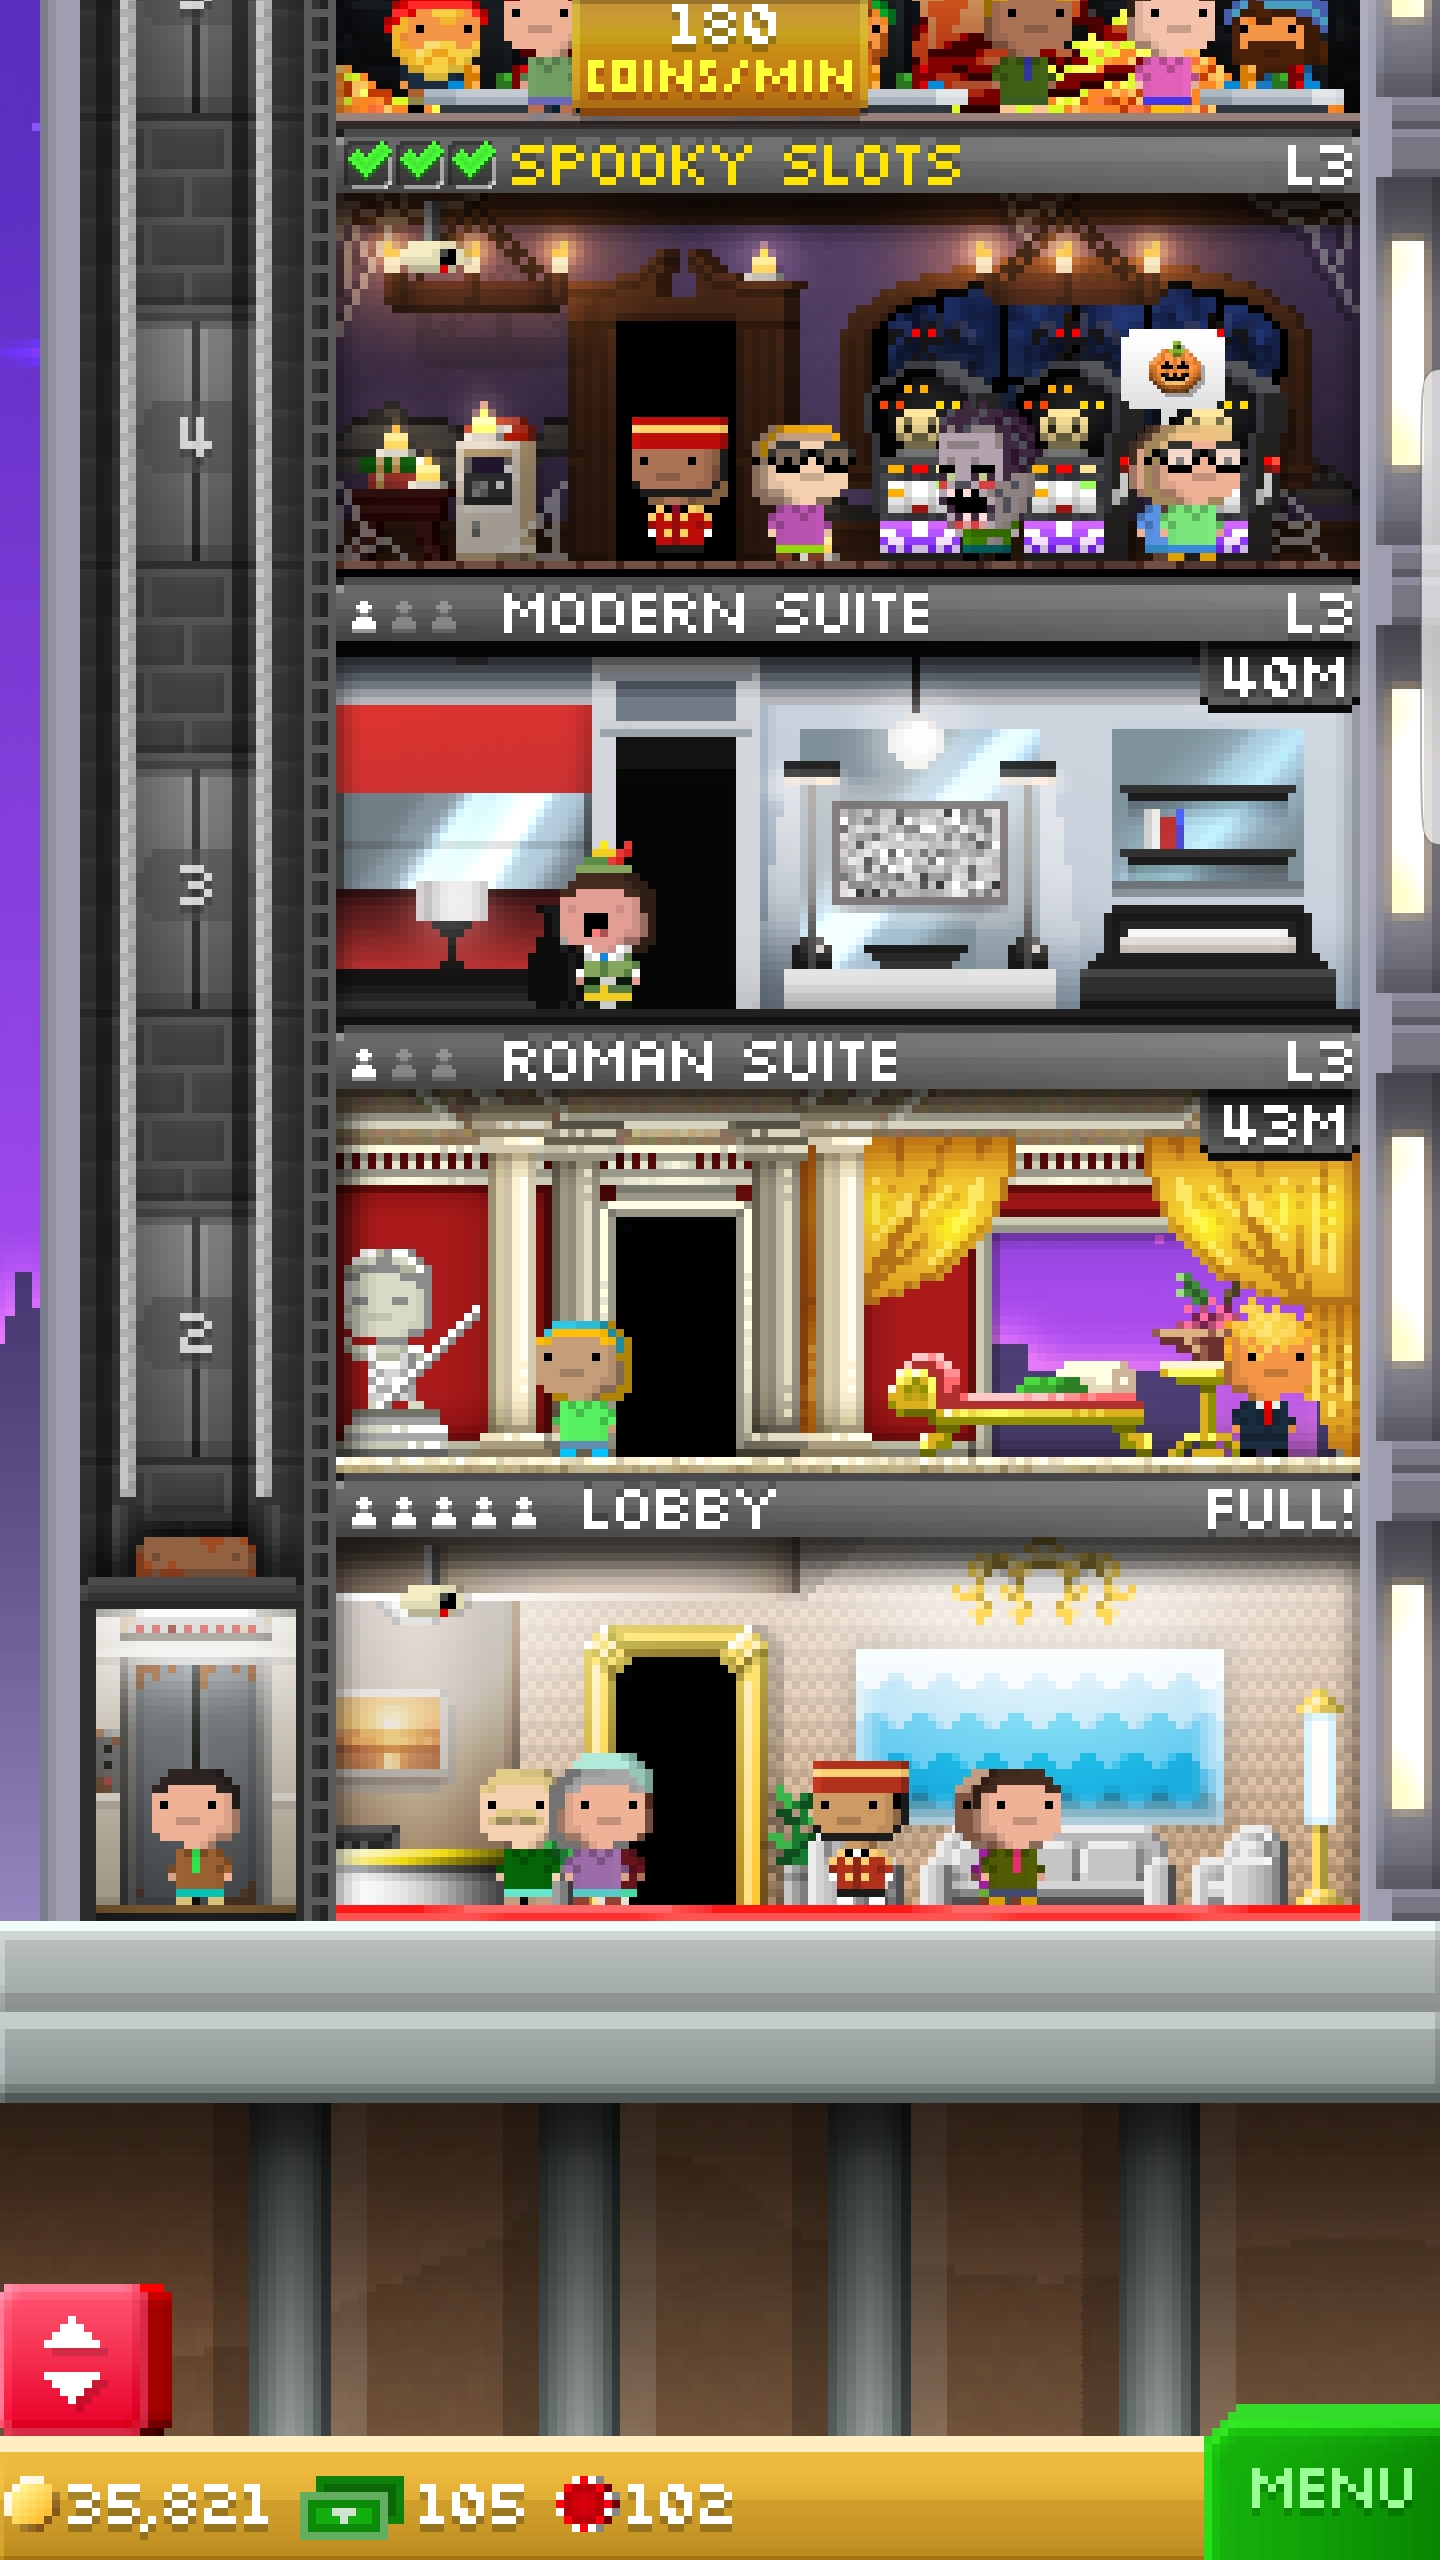 180
COINS/MIN
SPOOKY SLOTS L3
4
MODERN SUITE L3
40M
3
ROMAN SUITE L3
43M
2
LOBBY FULL!
MENU
35,821 105 102